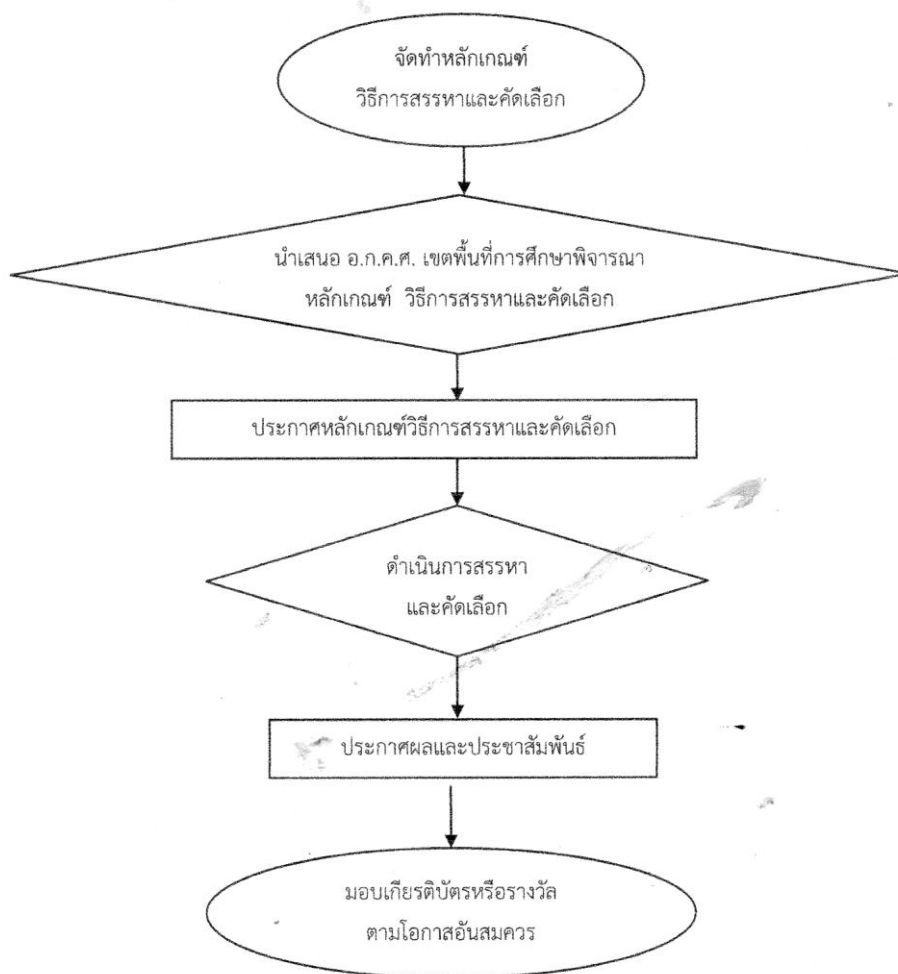 จัดทำหลักเกณฑ์
วิธีการสรรหาและคัดเลือก
นำเสนอ อ.ก.ค.ศ. เขตพื้นที่การศึกษาพิจารณา
หลักเกณฑ์ วิธีการสรรหาและคัดเลือก
ประกาศหลักเกณฑ์วิธีการสรรหาและคัดเลือก
ดำเนินการสรรหา
และคัดเลือก
ประกาศผลและประชาสัมพันธ์
มอบเกียรติบัตรหรือรางวัล
ตามโอกาสอันสมควร